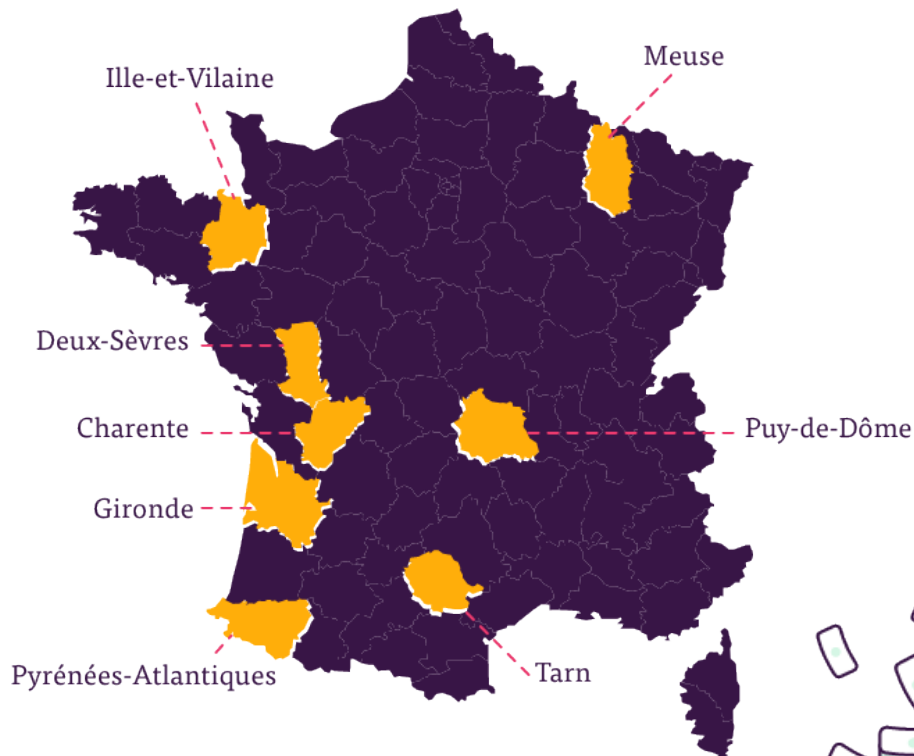 Meuse
Ille-et-Vilaine
Deux-Sèvres
Charente
Puy-de-Dôme
Gironde
Pyrénées-Atlantiques
Tarn